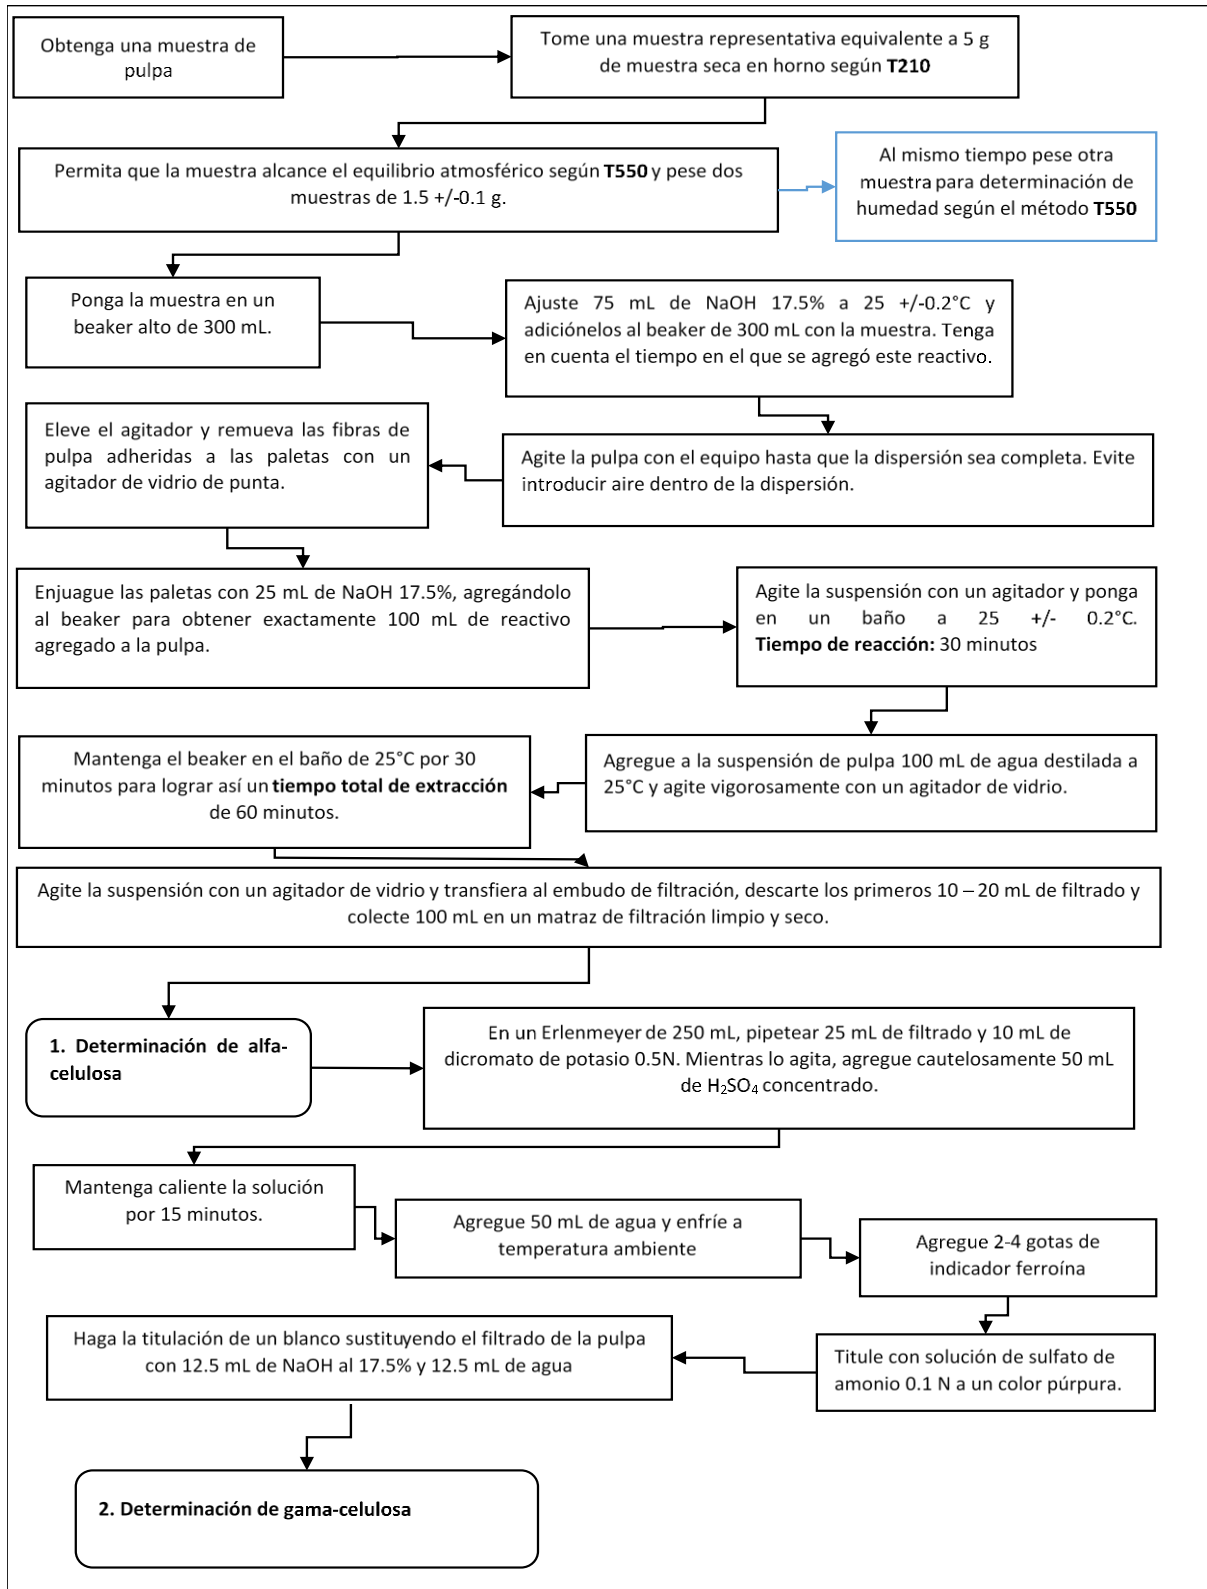 Obtenga una muestra de
pulpa
Tome una muestra representativa equivalente a 5 g
de muestra seca en horno según T210
Permita que la muestra alcance el equilibrio atmosférico según T550 y pese dos
muestras de 1.5 +/-0.1 g.
Al mismo tiempo pese otra
muestra para determinación de
humedad según el método T550
Ponga la muestra en un
beaker alto de 300 mL.
Ajuste 75 mL de NaOH 17.5% a 25 +/-0.2°C y
adiciónelos al beaker de 300 mL con la muestra. Tenga
en cuenta el tiempo en el que se agregó este reactivo.
Eleve el agitador y remueva las fibras de
pulpa adheridas a las paletas con un
agitador de vidrio de punta.
Agite la pulpa con el equipo hasta que la dispersión sea completa. Evite
introducir aire dentro de la dispersión.
Enjuague las paletas con 25 mL de NaOH 17.5%, agregándolo
al beaker para obtener exactamente 100 mL de reactivo
agregado a la pulpa.
Agite la suspensión con un agitador y ponga
en un baño a 25 +/- 0.2°C.
Tiempo de reacción: 30 minutos
Mantenga el beaker en el baño de 25°C por 30
minutos para lograr así un tiempo total de extracción
de 60 minutos.
Agregue a la suspensión de pulpa 100 mL de agua destilada a
25°C y agite vigorosamente con un agitador de vidrio.
Agite la suspensión con un agitador de vidrio y transfiera al embudo de filtración, descarte los primeros 10 – 20 mL de filtrado y
colecte 100 mL en un matraz de filtración limpio y seco.
1. Determinación de alfa-
celulosa
En un Erlenmeyer de 250 mL, pipetear 25 mL de filtrado y 10 mL de
dicromato de potasio 0.5N. Mientras lo agita, agregue cautelosamente 50 mL
de H₂SO₄ concentrado.
Mantenga caliente la solución
por 15 minutos.
Agregue 50 mL de agua y enfríe a
temperatura ambiente
Agregue 2-4 gotas de
indicador ferroína
Haga la titulación de un blanco sustituyendo el filtrado de la pulpa
con 12.5 mL de NaOH al 17.5% y 12.5 mL de agua
Titule con solución de sulfato de
amonio 0.1 N a un color púrpura.
2. Determinación de gama-celulosa